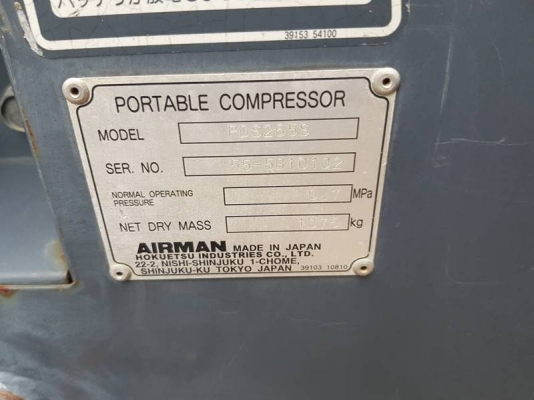 39153 54100
PORTABLE COMPRESSOR
MODEL PDS265S
SER. NO.
NORMAL OPERATING PRESSURE MPa
NET DRY MASS kg
AIRMAN MADE IN JAPAN
HOKUETSU INDUSTRIES CO., LTD.
22-2, NISHI-SHINJUKU 1-CHOME,
SHINJUKU-KU TOKYO JAPAN 39103 10810